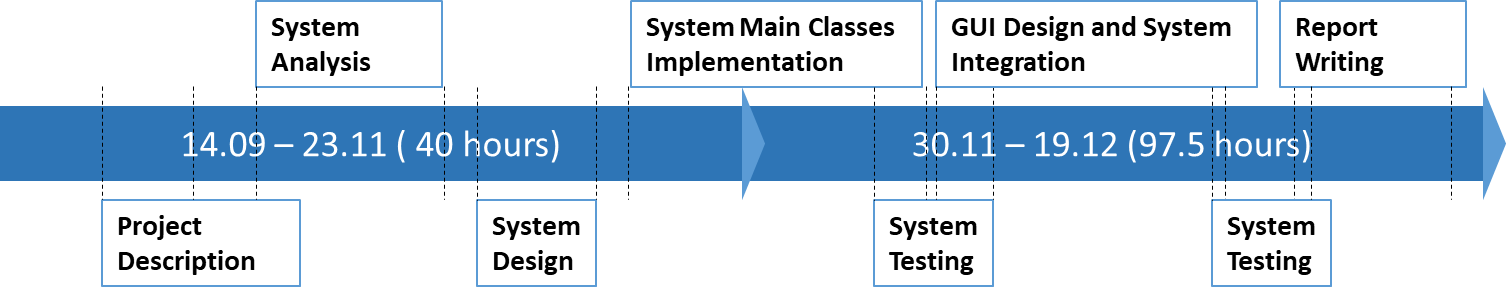 System
Analysis
System Main Classes
Implementation
GUI Design and System
Integration
Report
Writing
14.09 – 23.11 ( 40 hours)
30.11 – 19.12 (97.5 hours)
Project
Description
System
Design
System
Testing
System
Testing